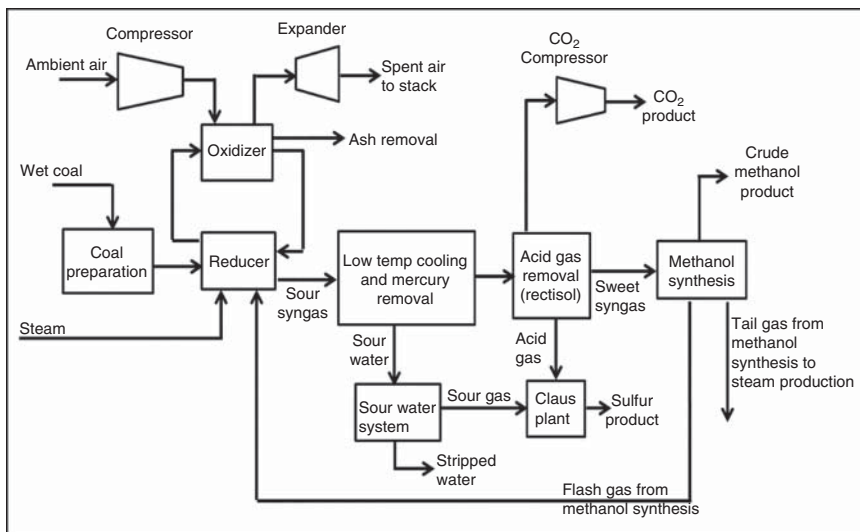 Compressor
Expander
CO₂
Compressor
Ambient air
Spent air
to stack
CO₂
product
Oxidizer
Ash removal
Crude
methanol
product
Wet coal
Coal
preparation
Reducer
Low temp cooling
and mercury
removal
Acid gas
removal
(rectisol)
Methanol
synthesis
Sour
syngas
Sweet
syngas
Steam
Sour
water
Acid
gas
Tail gas from
methanol
synthesis to
steam production
Sour water
system
Sour gas
Claus
plant
Sulfur
product
Stripped
water
Flash gas from
methanol synthesis